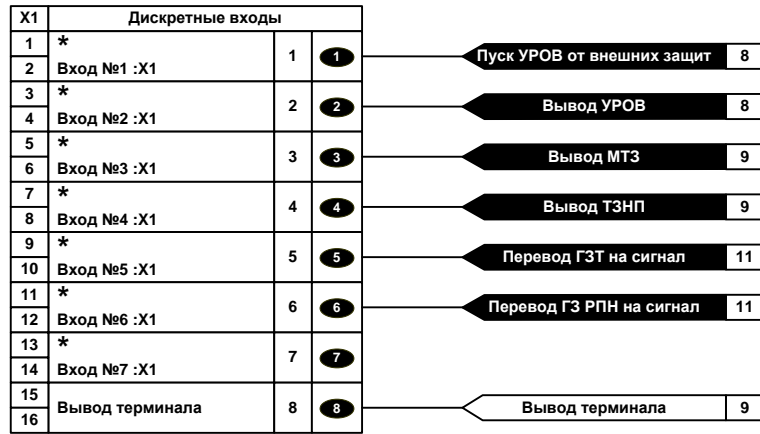 X1 Дискретные входы
1 * 1 1 Пуск УРОВ от внешних защит 8
2 Вход №1 :X1
3 * 2 2 Вывод УРОВ 8
4 Вход №2 :X1
5 * 3 3 Вывод МТЗ 9
6 Вход №3 :X1
7 * 4 4 Вывод ТЗНП 9
8 Вход №4 :X1
9 * 5 5 Перевод ГЗТ на сигнал 11
10 Вход №5 :X1
11 * 6 6 Перевод ГЗ РПН на сигнал 11
12 Вход №6 :X1
13 * 7 7
14 Вход №7 :X1
15 Вывод терминала 8 8 Вывод терминала 9
16